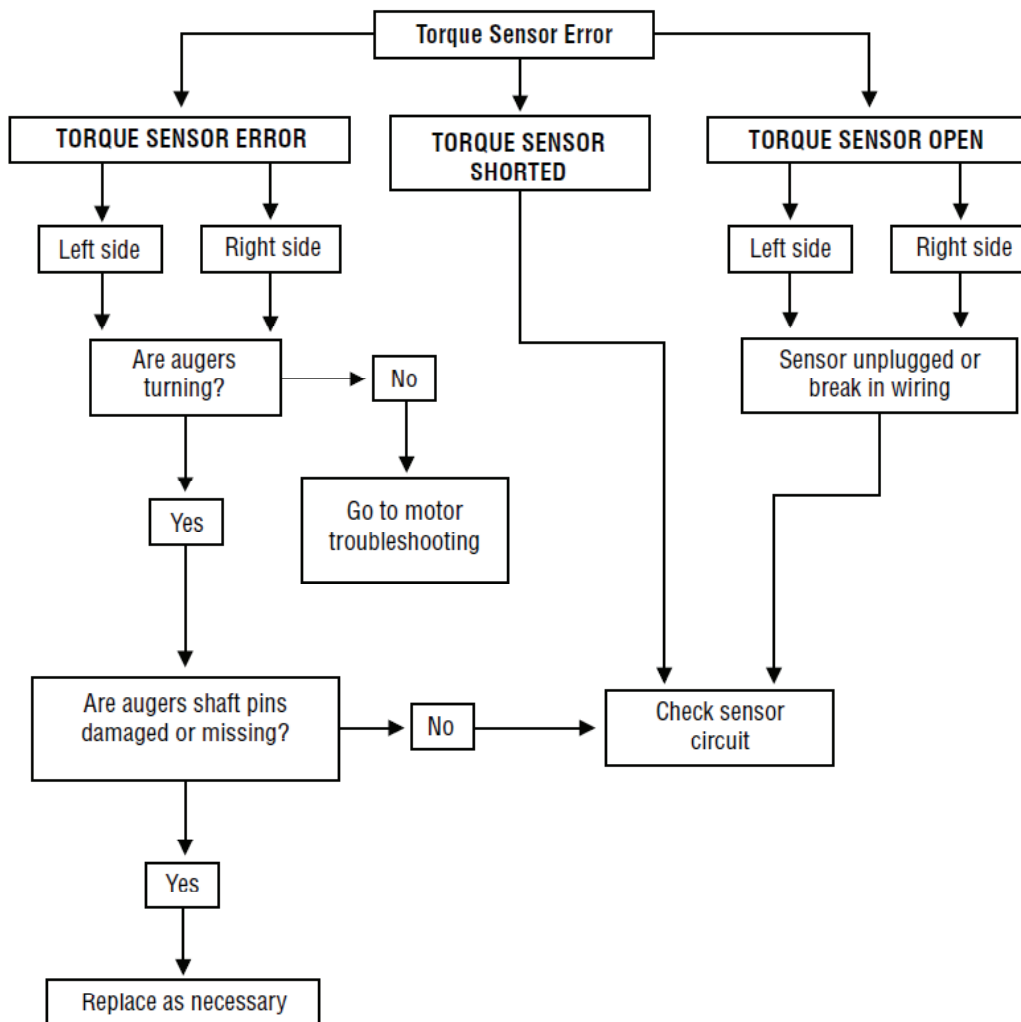 Torque Sensor Error
TORQUE SENSOR ERROR
TORQUE SENSOR
SHORTED
TORQUE SENSOR OPEN
Left side
Right side
Left side
Right side
Are augers
turning?
No
Sensor unplugged or
break in wiring
Go to motor
troubleshooting
Yes
Are augers shaft pins
damaged or missing?
No
Check sensor
circuit
Yes
Replace as necessary